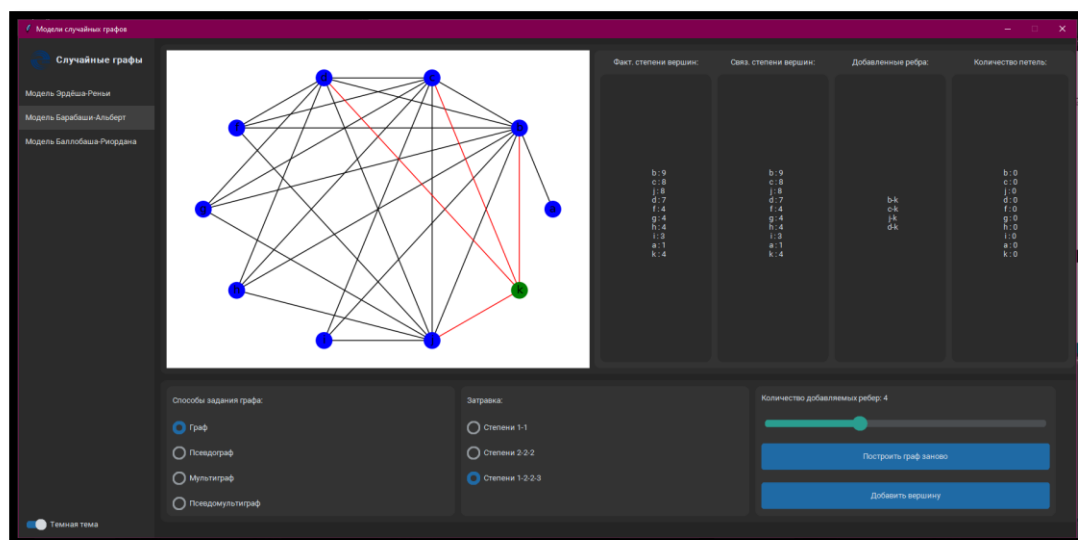 Модели случайных графов
Случайные графы
Модель Эрдёша-Реньи
Модель Барабаши-Альберт
Модель Баллобаша-Риордана
d
c
f
b
g
a
h
k
i
j
Факт. степени вершин:
b : 9
c : 8
j : 8
d : 7
f : 4
g : 4
h : 4
i : 3
a : 1
k : 4
Связ. степени вершин:
b : 9
c : 8
j : 8
d : 7
f : 4
g : 4
h : 4
i : 3
a : 1
k : 4
Добавленные ребра:
b-k
c-k
j-k
d-k
Количество петель:
b : 0
c : 0
j : 0
d : 0
f : 0
g : 0
h : 0
i : 0
a : 0
k : 0
Способы задания графа:
Граф
Псевдограф
Мультиграф
Псевдомультиграф
Затравка:
Степени 1-1
Степени 2-2-2
Степени 1-2-2-3
Количество добавляемых ребер: 4
Построить граф заново
Добавить вершину
Темная тема